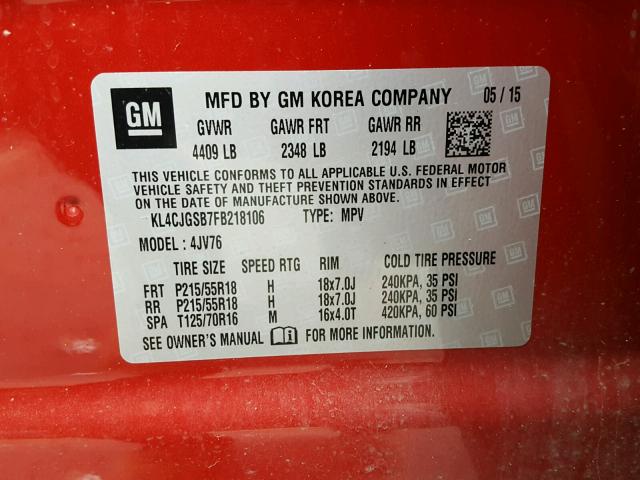 GM MFD BY GM KOREA COMPANY 05 / 15
GVWR GAWR FRT GAWR RR
4409 LB 2348 LB 2194 LB
THIS VEHICLE CONFORMS TO ALL APPLICABLE U.S. FEDERAL MOTOR
VEHICLE SAFETY AND THEFT PREVENTION STANDARDS IN EFFECT
ON THE DATE OF MANUFACTURE SHOWN ABOVE.
KL4CJGSB7FB218106 TYPE: MPV
MODEL : 4JV76
TIRE SIZE SPEED RTG RIM COLD TIRE PRESSURE
FRT P215/55R18 H 18x7.0J 240KPA, 35 PSI
RR P215/55R18 H 18x7.0J 240KPA, 35 PSI
SPA T125/70R16 M 16x4.0T 420KPA, 60 PSI
SEE OWNER'S MANUAL FOR MORE INFORMATION.